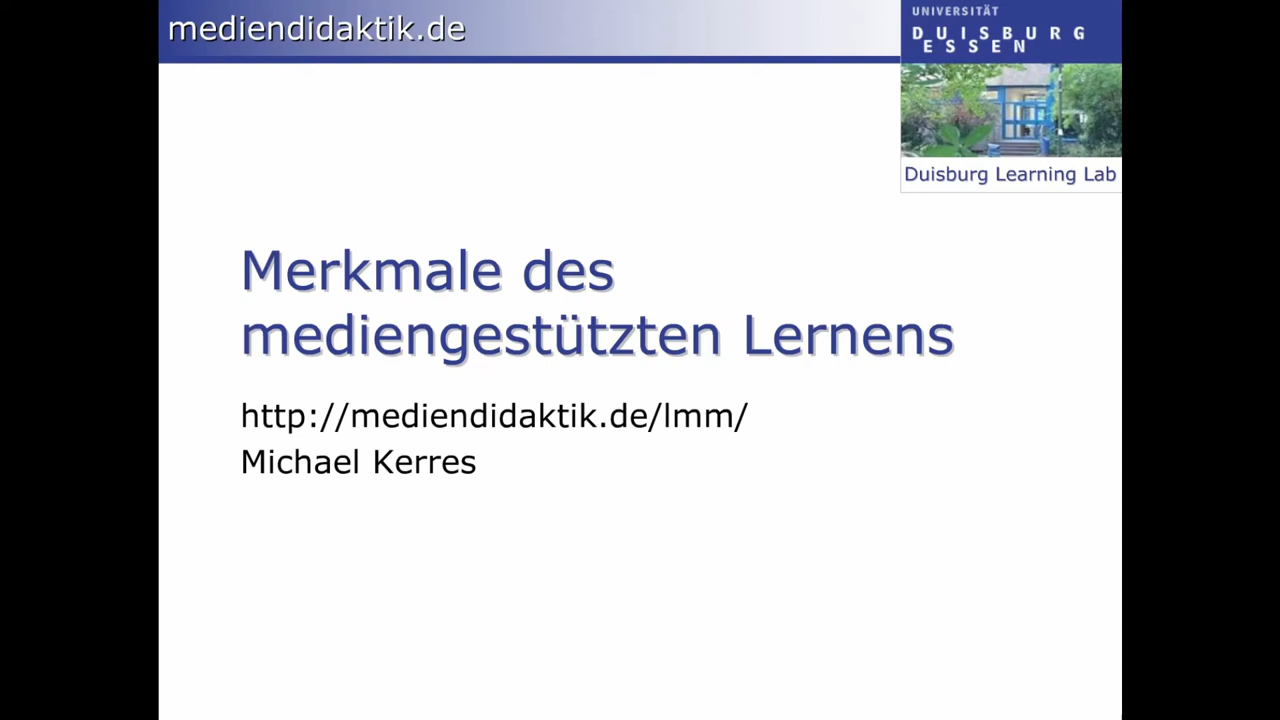 mediendidaktik.de
UNIVERSITÄT
DUISBURG
ESSEN
Duisburg Learning Lab
Merkmale des
mediengestützten Lernens
http://mediendidaktik.de/lmm/
Michael Kerres